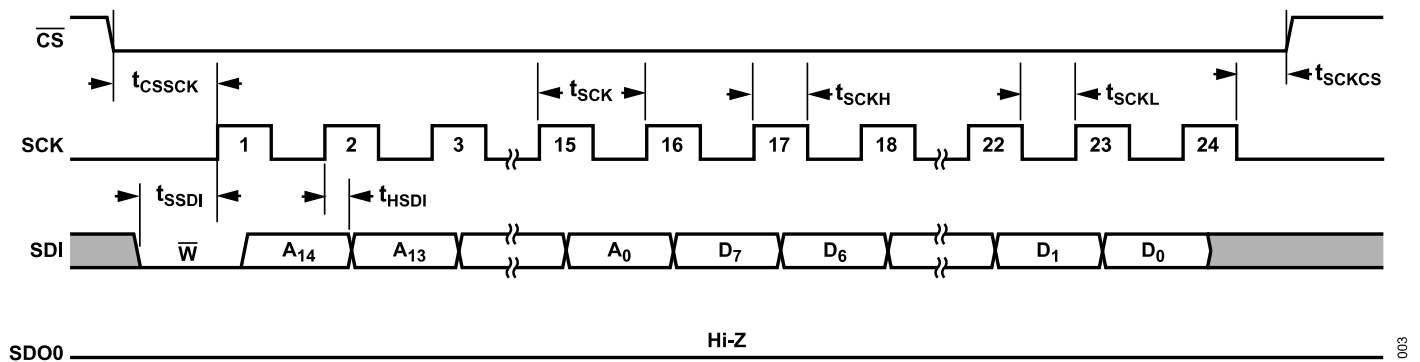 CS
tCSSCK
tSCK
tSCKH
tSCKL
tSCKCS
SCK
1
2
3
15
16
17
18
22
23
24
tSSDI
tHSDI
SDI
W
A14
A13
A0
D7
D6
D1
D0
Hi-Z
SDO0
003